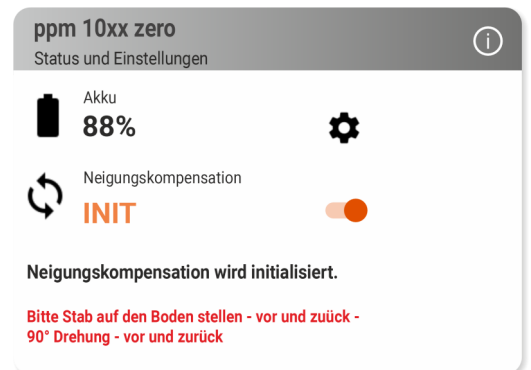 ppm 10xx zero
Status und Einstellungen
Akku
88%
Neigungskompensation
INIT
Neigungskompensation wird initialisiert.
Bitte Stab auf den Boden stellen - vor und zuück -
90° Drehung - vor und zurück